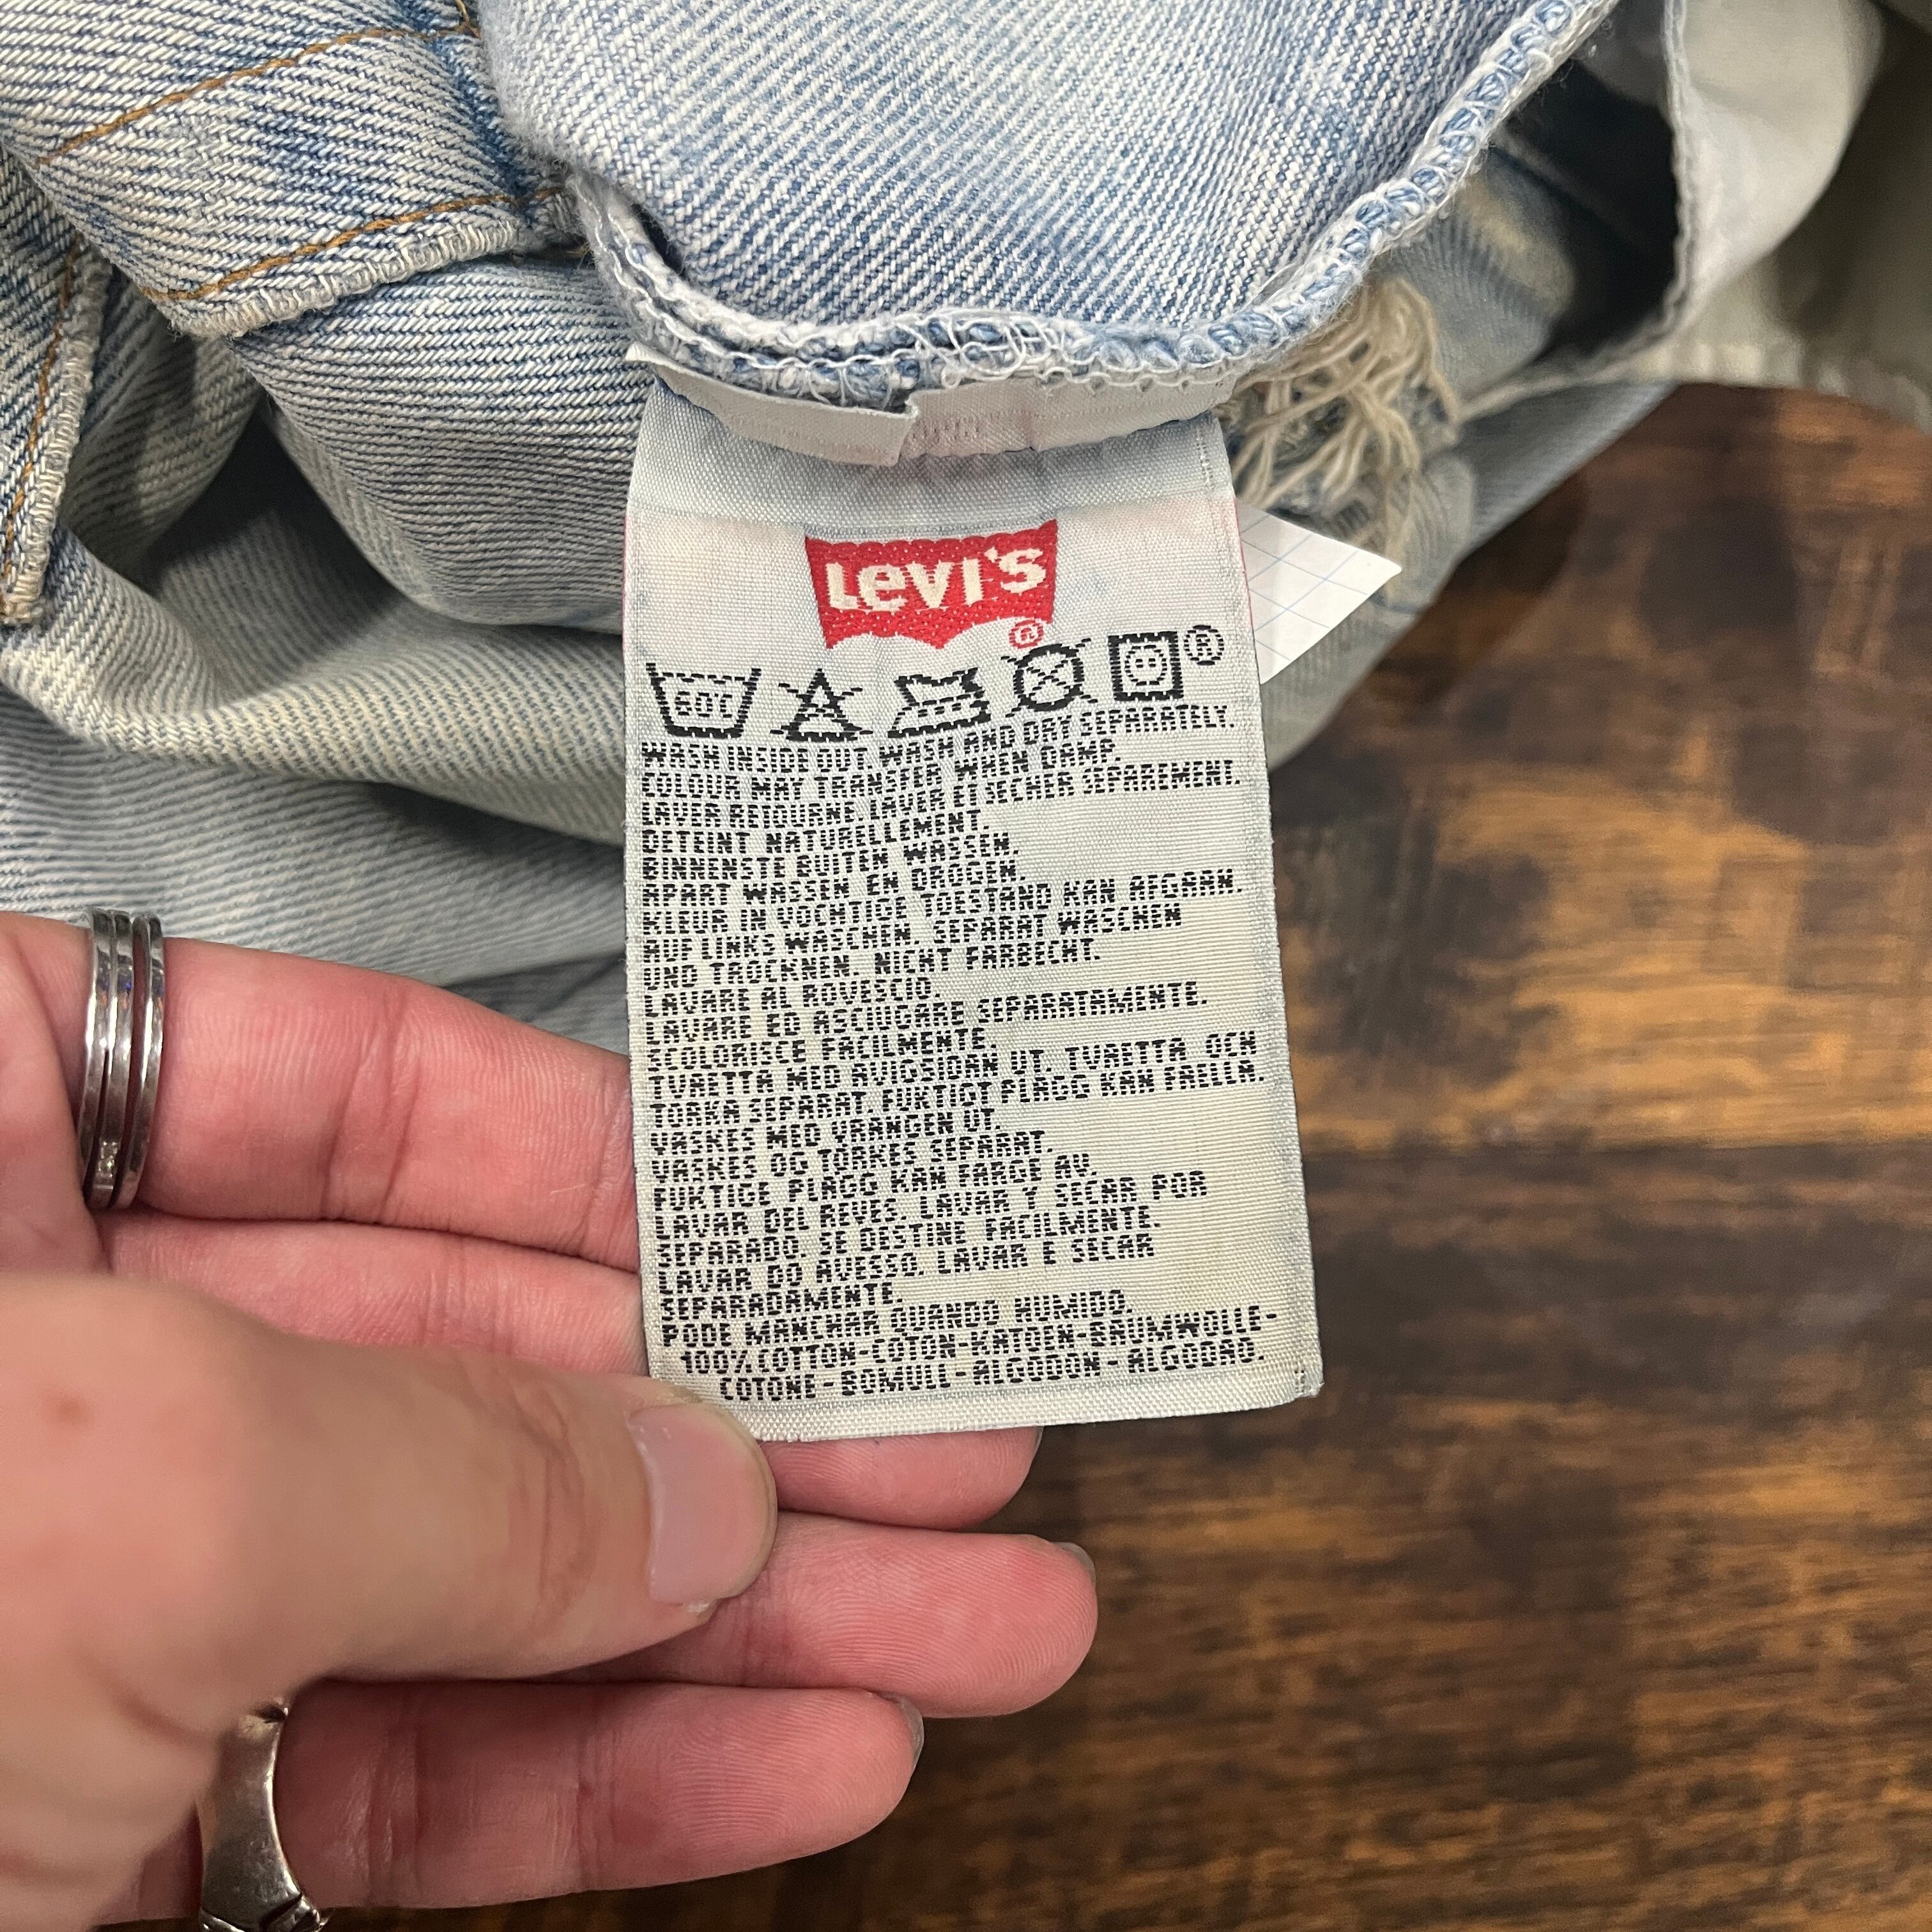 Levi's
®
60°C ®
WASH INSIDE OUT. WASH AND DRY SEPARATELY.
COLOUR MAY TRANSFER WHEN DAMP.
LAVER RETOURNE. LAVER ET SECHER SEPAREMENT.
DETEINT NATURELLEMENT.
BINNENSTE BUITEN WASSEN.
APART WASSEN EN DROGEN.
KLEUR IN VOCHTIGE TOESTAND KAN AFGAAN.
AUF LINKS WASCHEN. SEPARAT WASCHEN
UND TROCKNEN. NICHT FARBECHT.
LAVARE AL ROVESCIO.
LAVARE ED ASCIUGARE SEPARATAMENTE.
SCOLORISCE FACILMENTE
TVAETTA MED AVIGSIDAN UT. TVAETTA OCH
TORKA SEPARAT. FUKTIGT PLAGG KAN FAELLA.
VASKES MED VRANGEN UT.
VASKES OG TORKES SEPARAT.
FUKTIGE PLAGG KAN FARGE AV.
LAVAR DEL REVES. LAVAR Y SECAR POR
SEPARADO. SE DESTINE FACILMENTE.
LAVAR DO AVESSO. LAVAR E SECAR
SEPARADAMENTE.
PODE MANCHAR QUANDO HUMIDO.
100% COTTON-COTON-KATOEN-BAUMWOLLE-
COTONE-BOMULL-ALGODON-ALGODAO.